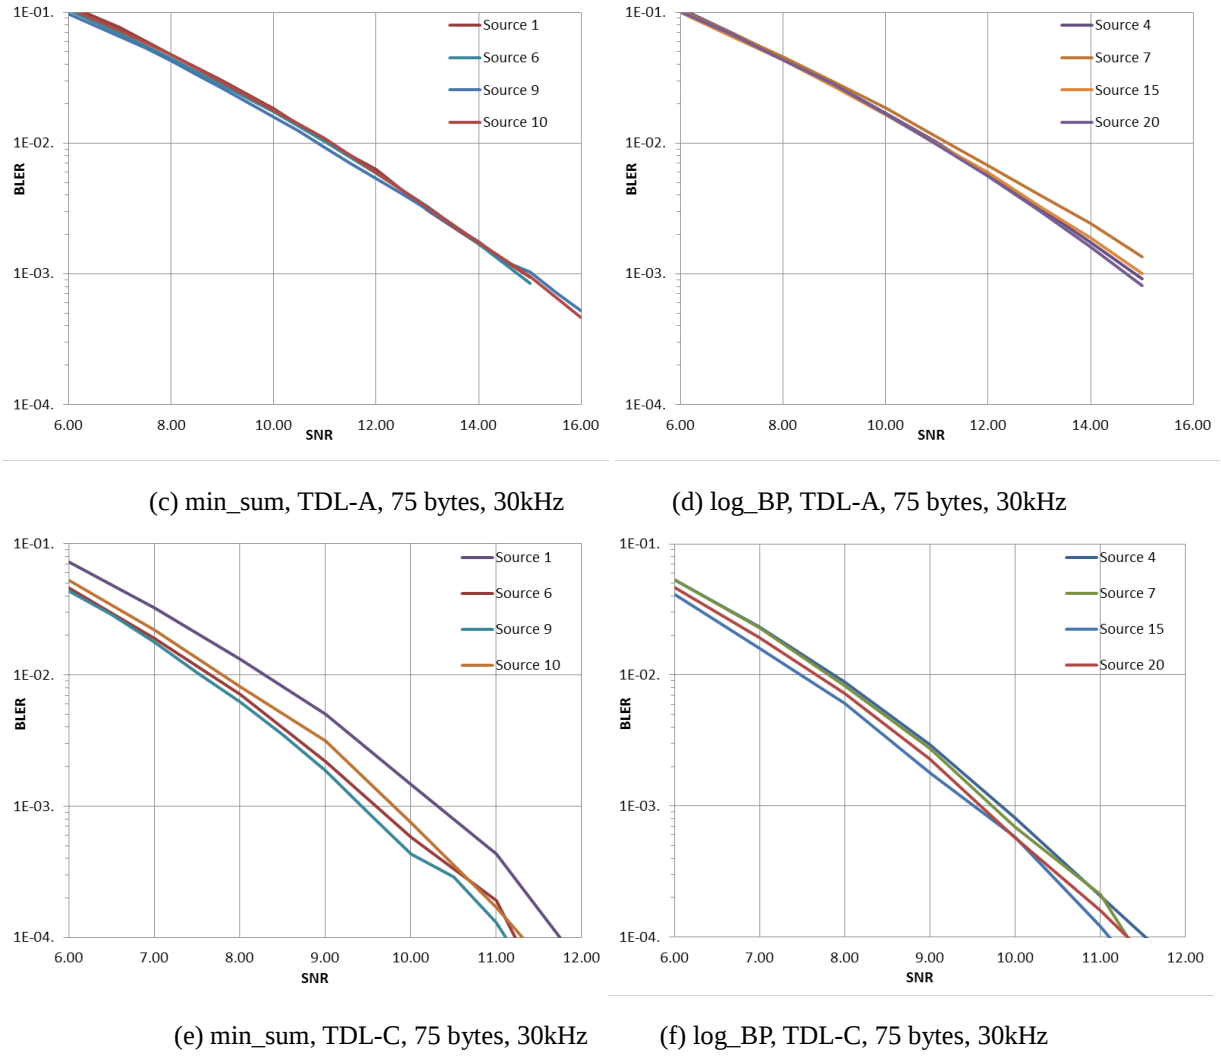 1E-01.
1E-02.
1E-03.
1E-04.
BLER
6.00 8.00 10.00 12.00 14.00 16.00
SNR
Source 1
Source 6
Source 9
Source 10
1E-01.
1E-02.
1E-03.
1E-04.
BLER
6.00 8.00 10.00 12.00 14.00 16.00
SNR
Source 4
Source 7
Source 15
Source 20
(c) min_sum, TDL-A, 75 bytes, 30kHz
(d) log_BP, TDL-A, 75 bytes, 30kHz
1E-01.
1E-02.
1E-03.
1E-04.
BLER
6.00 7.00 8.00 9.00 10.00 11.00 12.00
SNR
Source 1
Source 6
Source 9
Source 10
1E-01.
1E-02.
1E-03.
1E-04.
BLER
6.00 7.00 8.00 9.00 10.00 11.00 12.00
SNR
Source 4
Source 7
Source 15
Source 20
(e) min_sum, TDL-C, 75 bytes, 30kHz
(f) log_BP, TDL-C, 75 bytes, 30kHz